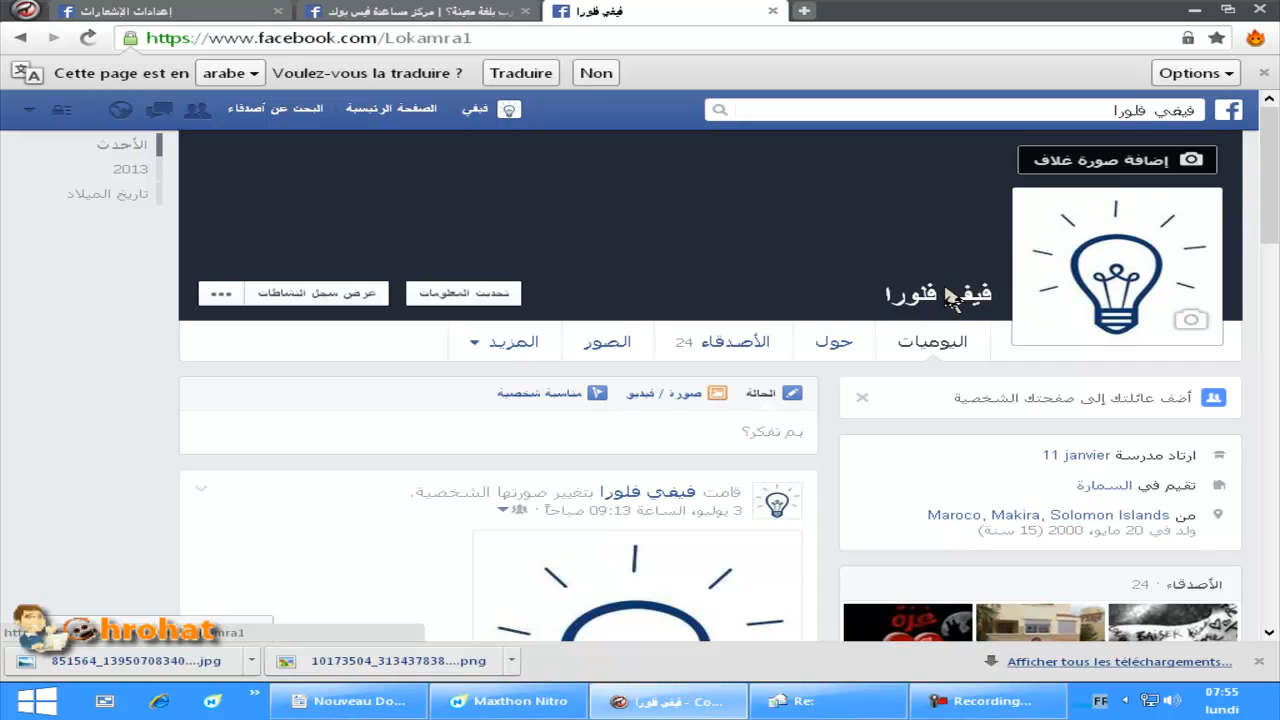 إعدادات الإشعارات
رب بلغة معينة؟ | مركز مساعدة فيس بوك
فيفي فلورا
https://www.facebook.com/Lokamra1
Cette page est en arabe Voulez-vous la traduire ? Traduire Non Options
فيفي فلورا
فيفي الصفحة الرئيسية البحث عن أصدقاء
الأحدث
2013
تاريخ الميلاد
إضافة صورة غلاف
فيفي فلورا
تحديث المعلومات عرض سجل النشاطات
اليوميات حول الأصدقاء 24 الصور المزيد
أضف عائلتك إلى صفحتك الشخصية
الحالة صورة / فيديو مناسبة شخصية
بم تفكر؟
ارتاد مدرسة 11 janvier
تقيم في السمارة
من Maroco, Makira, Solomon Islands
ولد في 20 مايو، 2000 (15 سنة)
قامت فيفي فلورا بتغيير صورتها الشخصية.
3 يوليو، الساعة 09:13 صباحاً
الأصدقاء · 24
hrohat
851564_13950708340....jpg
10173504_313437838....png
Afficher tous les téléchargements...
Nouveau Do...
Maxthon Nitro
فيفي فلورا - Co...
Re:
Recording...
FR
07:55
lundi